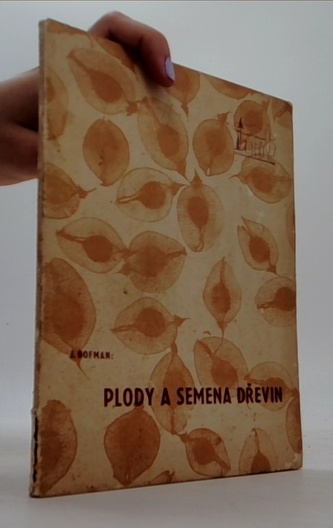 J. HOFMAN:
PLODY A SEMENA DŘEVIN